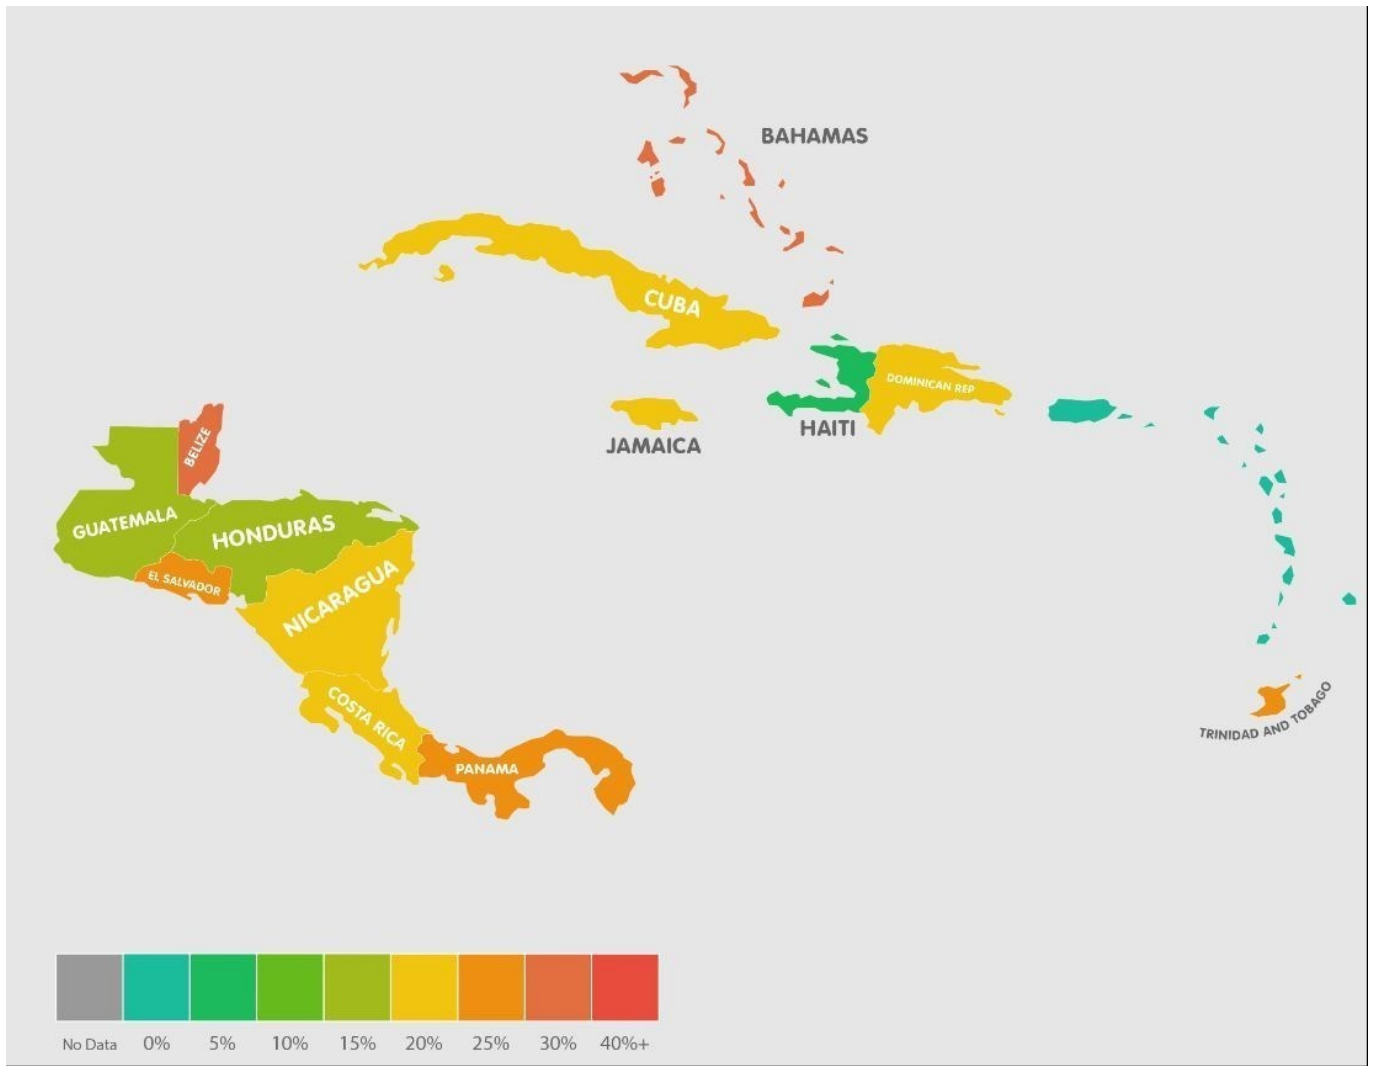 BAHAMAS
CUBA
DOMINICAN REP
HAITI
JAMAICA
BELIZE
GUATEMALA
HONDURAS
EL SALVADOR
NICARAGUA
COSTA RICA
PANAMA
TRINIDAD AND TOBAGO
No Data 0% 5% 10% 15% 20% 25% 30% 40%+